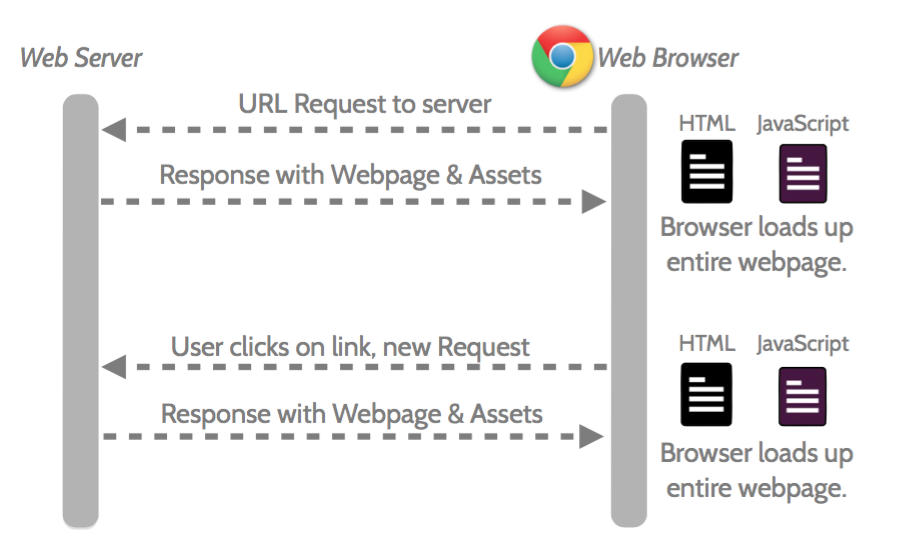 Web Server
Web Browser
URL Request to server
HTML JavaScript
Response with Webpage & Assets
Browser loads up
entire webpage.
User clicks on link, new Request
HTML JavaScript
Response with Webpage & Assets
Browser loads up
entire webpage.